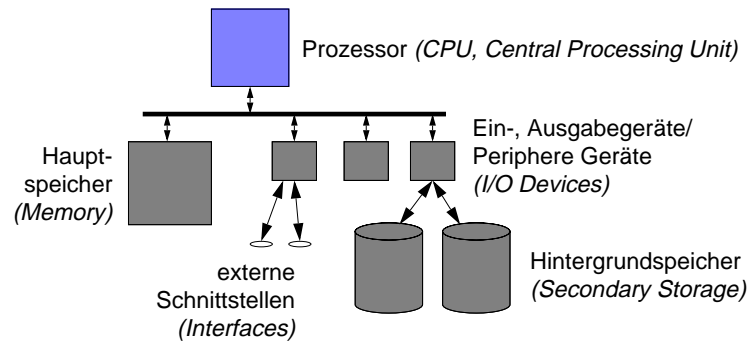 Prozessor (CPU, Central Processing Unit)
Haupt-
speicher
(Memory)
Ein-, Ausgabegeräte/
Periphere Geräte
(I/O Devices)
externe
Schnittstellen
(Interfaces)
Hintergrundspeicher
(Secondary Storage)